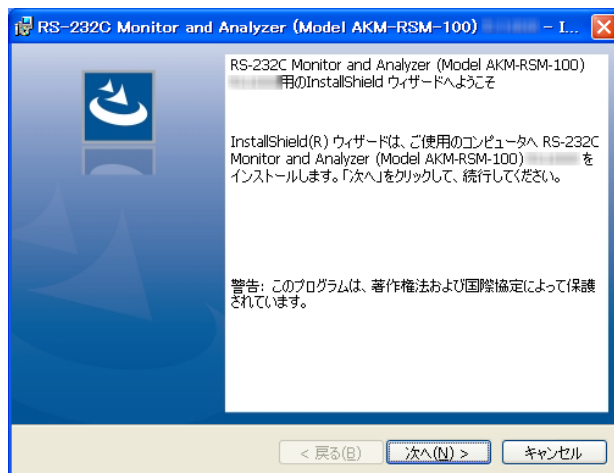 RS-232C Monitor and Analyzer (Model AKM-RSM-100) - I...
RS-232C Monitor and Analyzer (Model AKM-RSM-100)
用のInstallShield ウィザードへようこそ
InstallShield(R) ウィザードは、ご使用のコンピュータへ RS-232C
Monitor and Analyzer (Model AKM-RSM-100) を
インストールします。「次へ」をクリックして、続行してください。
警告: このプログラムは、著作権法および国際協定によって保護
されています。
< 戻る(B)
次へ(N) >
キャンセル